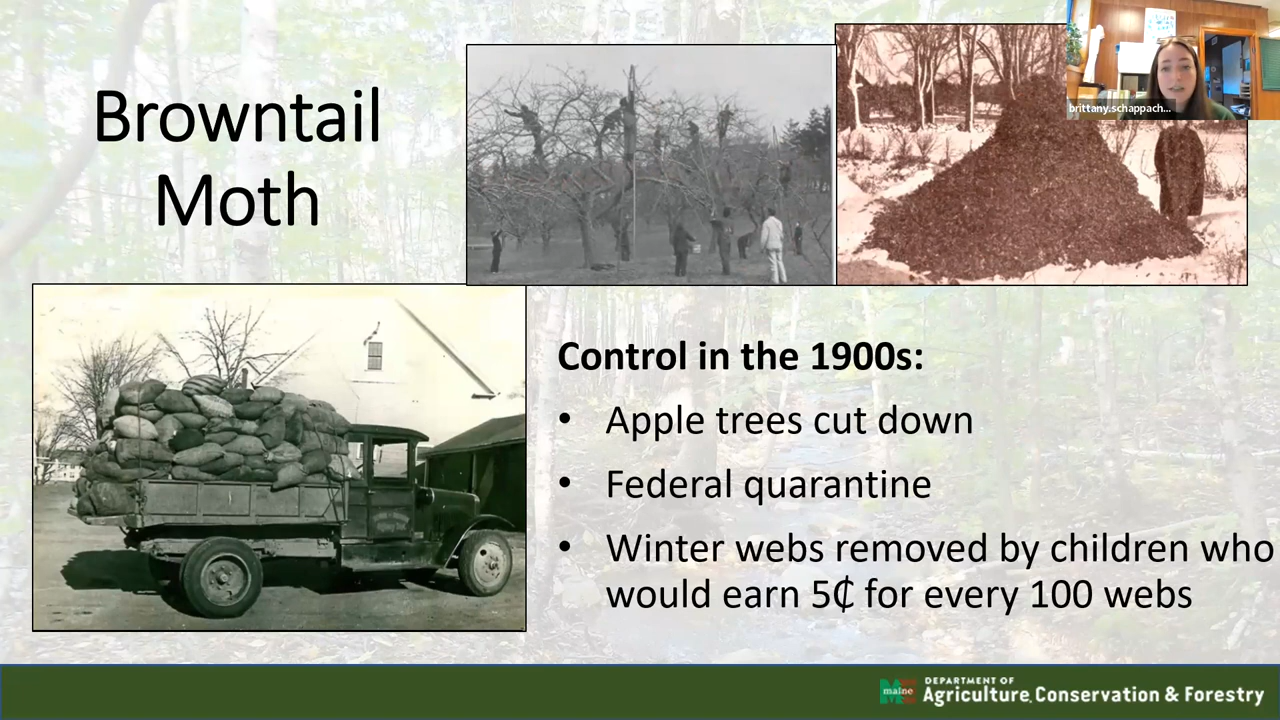 Browntail
Moth
brittany.schappach...
Control in the 1900s:
• Apple trees cut down
• Federal quarantine
• Winter webs removed by children who
would earn 5₵ for every 100 webs
maine
DEPARTMENT OF
Agriculture, Conservation & Forestry